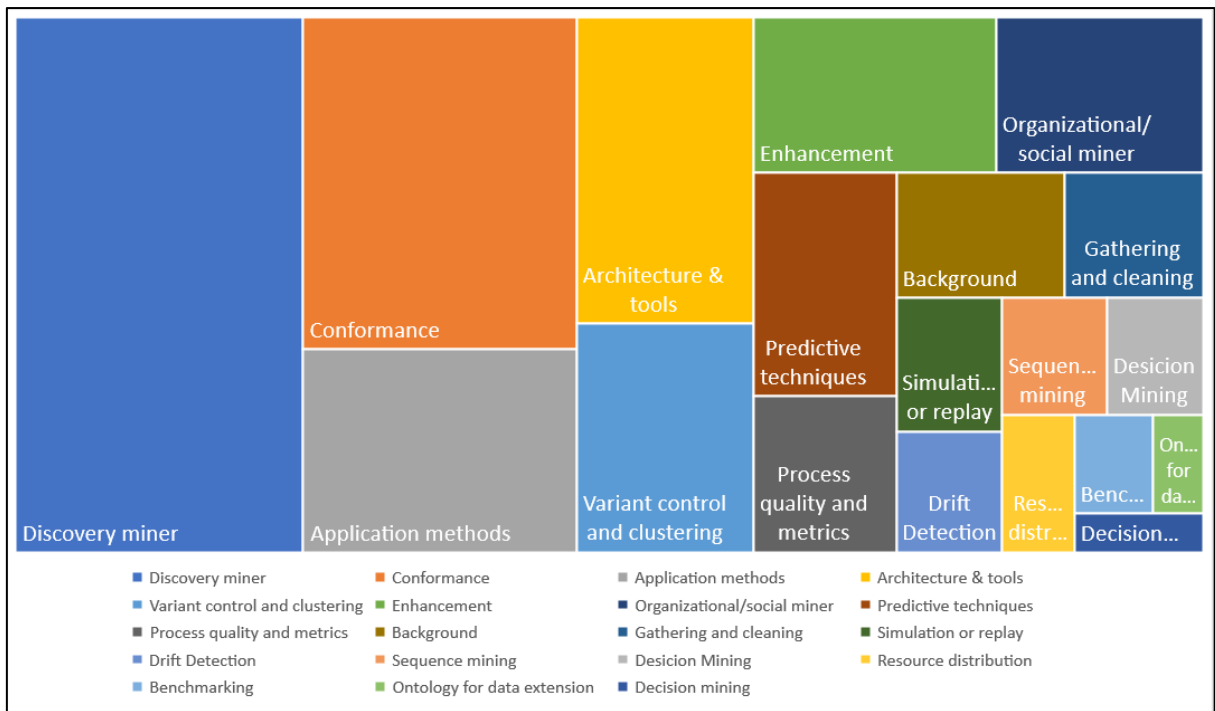 Discovery miner
Conformance
Application methods
Architecture &
tools
Variant control
and clustering
Enhancement
Organizational/
social miner
Predictive
techniques
Background
Gathering
and cleaning
Process
quality and
metrics
Simulati...
or replay
Sequen...
mining
Desicion
Mining
Drift
Detection
Res...
distr...
Benc...
On...
for
da...
Decision...
Discovery miner
Conformance
Application methods
Architecture & tools
Variant control and clustering
Enhancement
Organizational/social miner
Predictive techniques
Process quality and metrics
Background
Gathering and cleaning
Simulation or replay
Drift Detection
Sequence mining
Desicion Mining
Resource distribution
Benchmarking
Ontology for data extension
Decision mining